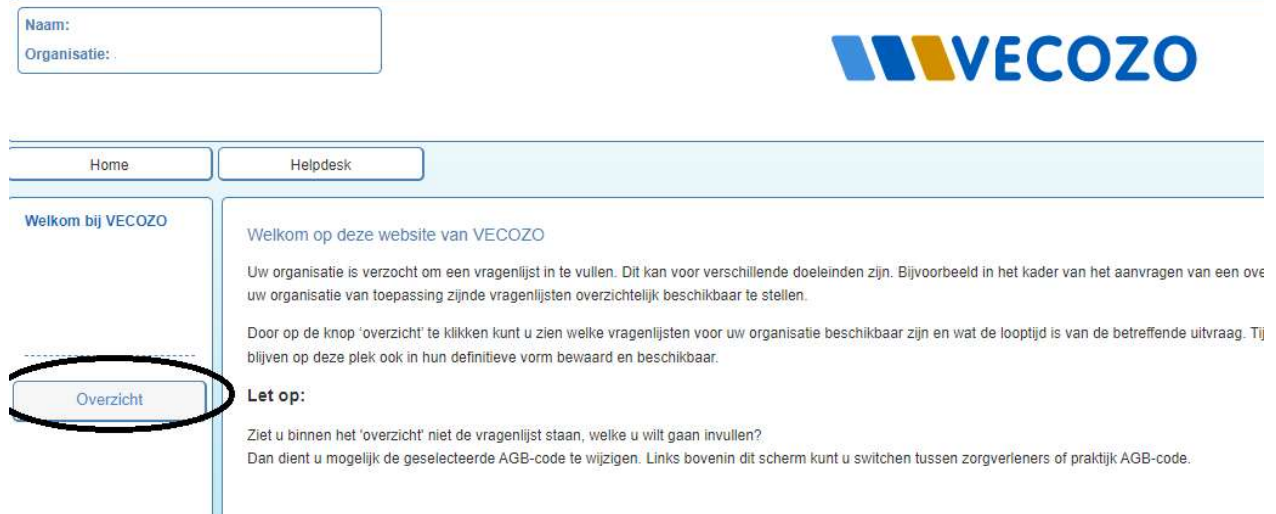 Naam:
Organisatie:
VECOZO
Home
Helpdesk
Welkom bij VECOZO
Overzicht
Welkom op deze website van VECOZO
Uw organisatie is verzocht om een vragenlijst in te vullen. Dit kan voor verschillende doeleinden zijn. Bijvoorbeeld in het kader van het aanvragen van een ove
uw organisatie van toepassing zijnde vragenlijsten overzichtelijk beschikbaar te stellen.
Door op de knop 'overzicht' te klikken kunt u zien welke vragenlijsten voor uw organisatie beschikbaar zijn en wat de looptijd is van de betreffende uitvraag. Tij
blijven op deze plek ook in hun definitieve vorm bewaard en beschikbaar.
Let op:
Ziet u binnen het 'overzicht' niet de vragenlijst staan, welke u wilt gaan invullen?
Dan dient u mogelijk de geselecteerde AGB-code te wijzigen. Links bovenin dit scherm kunt u switchen tussen zorgverleners of praktijk AGB-code.